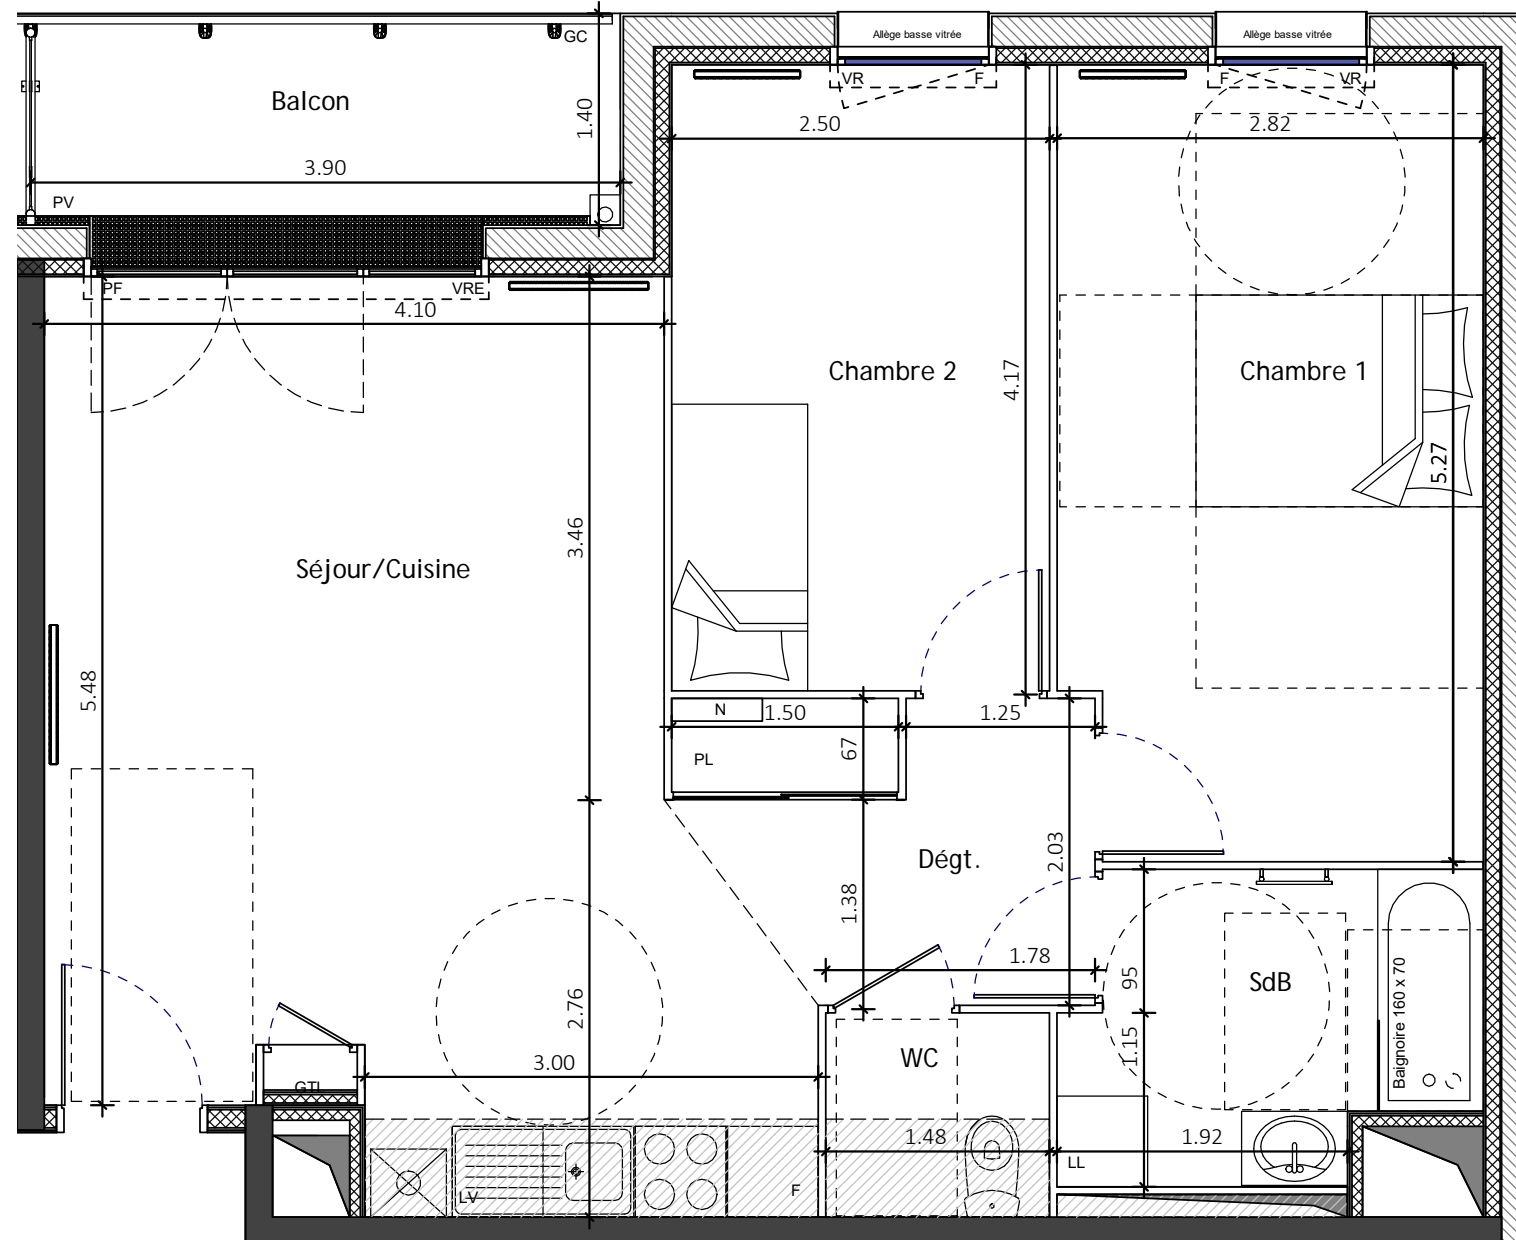 Allège basse vitrée
Allège basse vitrée
GC
VR
F
F
VR
Balcon
1.40
2.50
2.82
3.90
PV
PF
VRE
4.10
Chambre 2
4.17
Chambre 1
5.27
3.46
Séjour/Cuisine
5.48
N
1.50
1.25
67
PL
2.03
Dégt.
1.38
1.78
95
SdB
Baignoire 160 x 70
2.76
3.00
WC
1.15
GTL
1.48
1.92
LL
LV
F